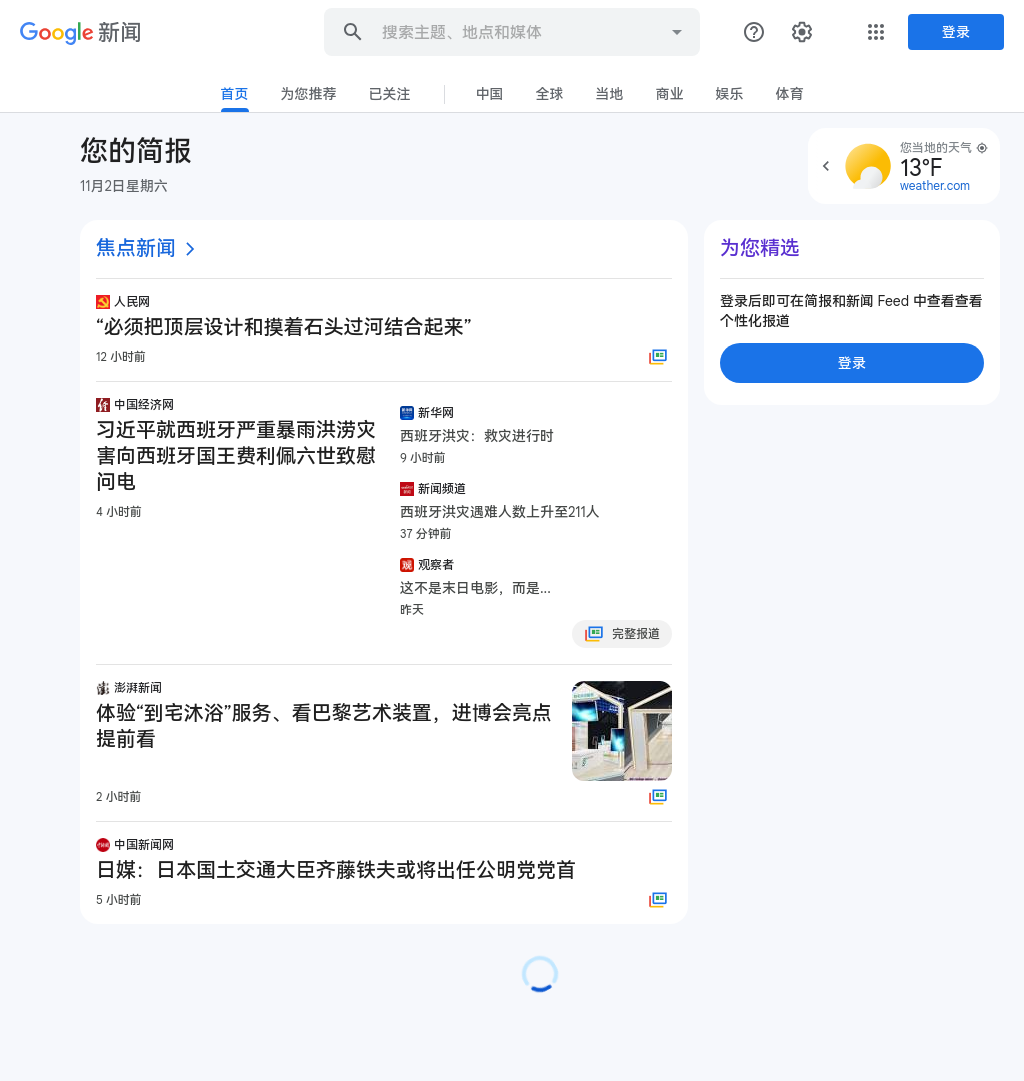 Google 新闻
搜索主题、地点和媒体
登录
首页
为您推荐
已关注
中国
全球
当地
商业
娱乐
体育
您的简报
11月2日星期六
您当地的天气
13°F
weather.com
焦点新闻
人民网
“必须把顶层设计和摸着石头过河结合起来”
12 小时前
中国经济网
习近平就西班牙严重暴雨洪涝灾
害向西班牙国王费利佩六世致慰
问电
4 小时前
新华网
西班牙洪灾：救灾进行时
9 小时前
新闻频道
西班牙洪灾遇难人数上升至211人
37 分钟前
观察者
这不是末日电影，而是...
昨天
完整报道
澎湃新闻
体验“到宅沐浴”服务、看巴黎艺术装置，进博会亮点
提前看
2 小时前
中国新闻网
日媒：日本国土交通大臣齐藤铁夫或将出任公明党党首
5 小时前
为您精选
登录后即可在简报和新闻 Feed 中查看查看
个性化报道
登录